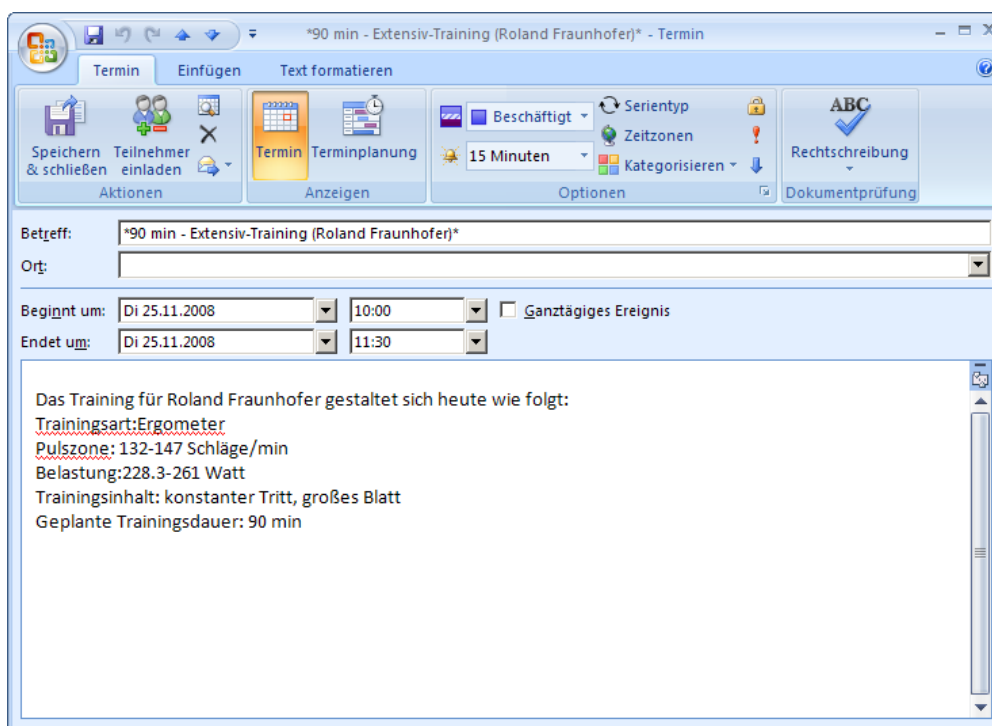 *90 min - Extensiv-Training (Roland Fraunhofer)* - Termin
Termin Einfügen Text formatieren
Speichern & schließen
Teilnehmer einladen
Termin
Terminplanung
Beschäftigt
15 Minuten
Serientyp
Zeitzonen
Kategorisieren
ABC
Rechtschreibung
Aktionen Anzeigen Optionen Dokumentprüfung
Betreff: *90 min - Extensiv-Training (Roland Fraunhofer)*
Ort:
Beginnt um: Di 25.11.2008 10:00 Ganztägiges Ereignis
Endet um: Di 25.11.2008 11:30
Das Training für Roland Fraunhofer gestaltet sich heute wie folgt:
Trainingsart:Ergometer
Pulszone: 132-147 Schläge/min
Belastung:228.3-261 Watt
Trainingsinhalt: konstanter Tritt, großes Blatt
Geplante Trainingsdauer: 90 min